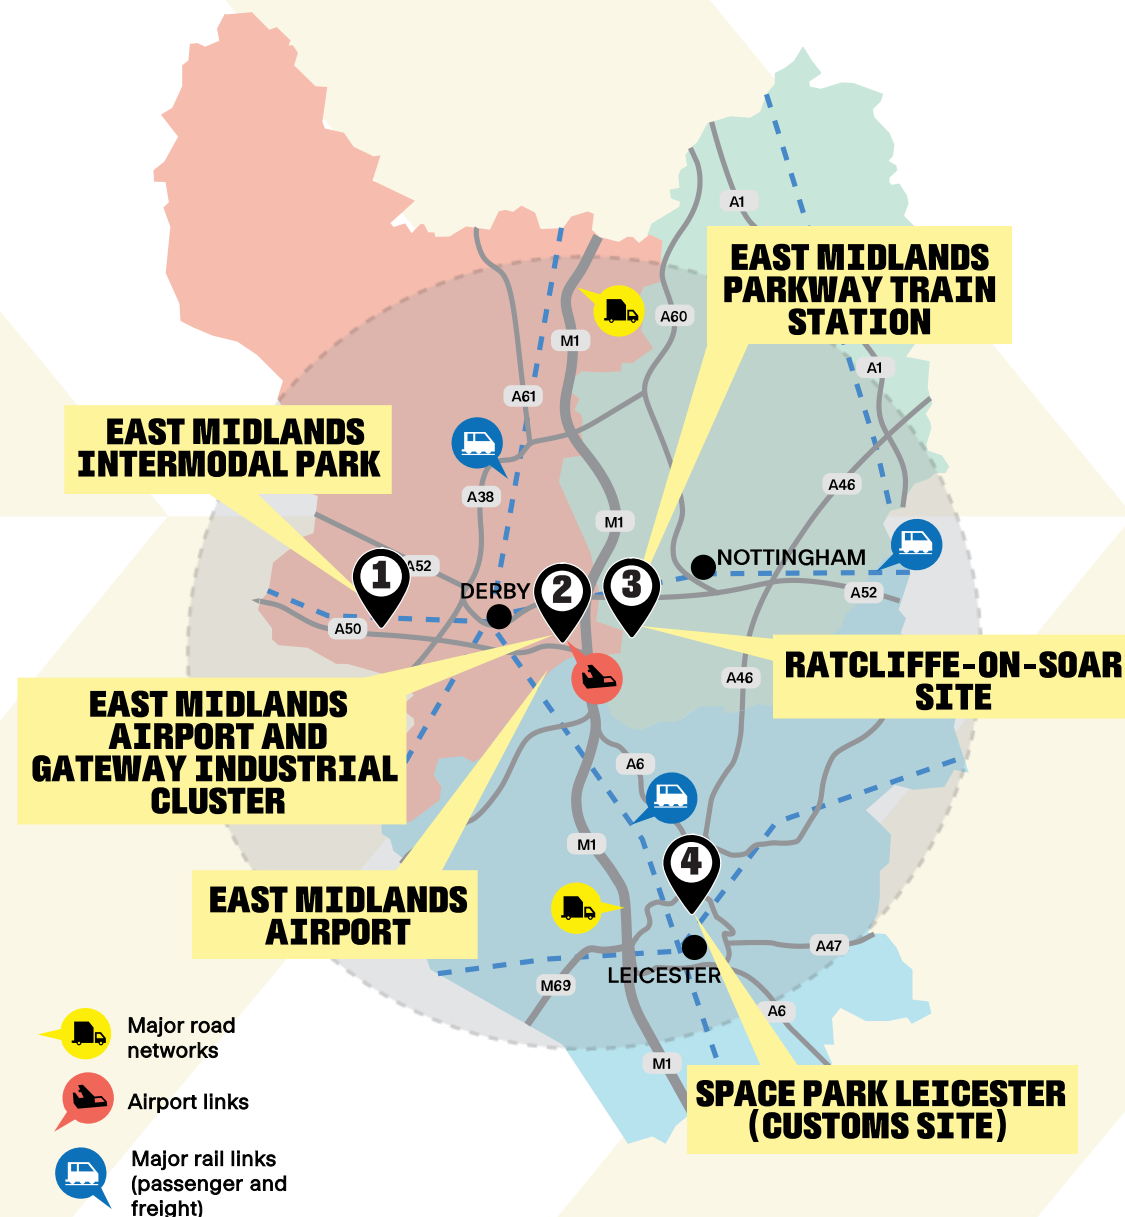 A1
EAST MIDLANDS
PARKWAY TRAIN
STATION
A60
M1
A1
A61
EAST MIDLANDS
INTERMODAL PARK
A46
A38
M1
NOTTINGHAM
A52
1
2
3
DERBY
A52
A50
RATCLIFFE-ON-SOAR
SITE
A46
EAST MIDLANDS
AIRPORT AND
GATEWAY INDUSTRIAL
CLUSTER
A6
M1
4
EAST MIDLANDS
AIRPORT
A47
LEICESTER
M69
A6
M1
SPACE PARK LEICESTER
(CUSTOMS SITE)
Major road
networks
Airport links
Major rail links
(passenger and
freight)